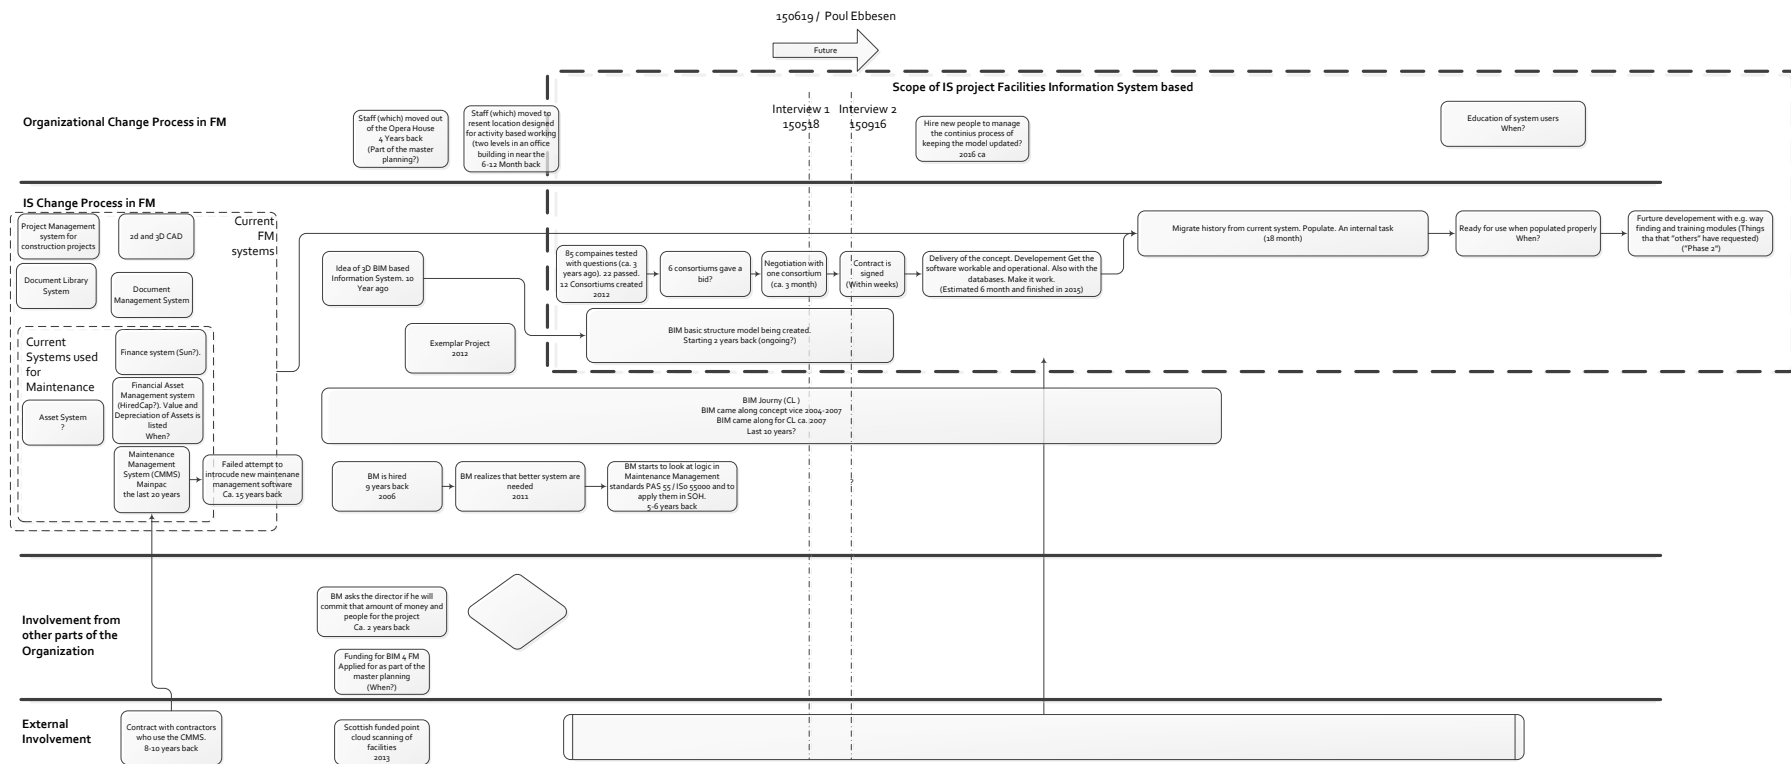 150619 / Poul Ebbesen
Future
Scope of IS project Facilities Information System based
Organizational Change Process in FM
Staff (which) moved out
of the Opera House
4 Years back
(Part of the master
planning?)
Staff (which) moved to
resent location designed
for activity based working
(two levels in an office
building in near the
6-12 Month back
Interview 1
150518
Interview 2
150916
Hire new people to manage
the continius process of
keeping the model updated?
2016 ca
Education of system users
When?
IS Change Process in FM
Current
FM
systems
Project Management
system for
construction projects
2d and 3D CAD
Document Library
System
Document
Management System
Current
Systems used
for
Maintenance
Finance system (Sun?).
Financial Asset
Management system
(HiredCap?). Value and
Depreciation of Assets is
listed
When?
Asset System
?
Maintenance
Management
System (CMMS)
Mainpac
the last 20 years
Failed attempt to
introcude new maintenane
management software
Ca. 15 years back
Idea of 3D BIM based
Information System. 10
Year ago
Exemplar Project
2012
85 compaines tested
with questions (ca. 3
years ago). 22 passed.
12 Consortiums created
2012
6 consortiums gave a
bid?
Negotiation with
one consortium
(ca. 3 month)
Contract is
signed
(Within weeks)
Delivery of the concept. Developement Get the
software workable and operational. Also with the
databases. Make it work.
(Estimated 6 month and finished in 2015)
Migrate history from current system. Populate. An internal task
(18 month)
Ready for use when populated properly
When?
Furture developement with e.g. way
finding and training modules (Things
tha that "others" have requested)
("Phase 2")
BIM basic structure model being created.
Starting 2 years back (ongoing?)
BIM Journy (CL )
BIM came along concept vice 2004-2007
BIM came along for CL ca. 2007
Last 10 years?
BM is hired
9 years back
2006
BM realizes that better system are
needed
2011
BM starts to look at logic in
Maintenance Management
standards PAS 55 / ISo 55000 and to
apply them in SOH.
5-6 years back
?
Involvement from
other parts of the
Organization
BM asks the director if he will
commit that amount of money and
people for the project
Ca. 2 years back
Funding for BIM 4 FM
Applied for as part of the
master planning
(When?)
External
Involvement
Contract with contractors
who use the CMMS.
8-10 years back
Scottish funded point
cloud scanning of
facilities
2013